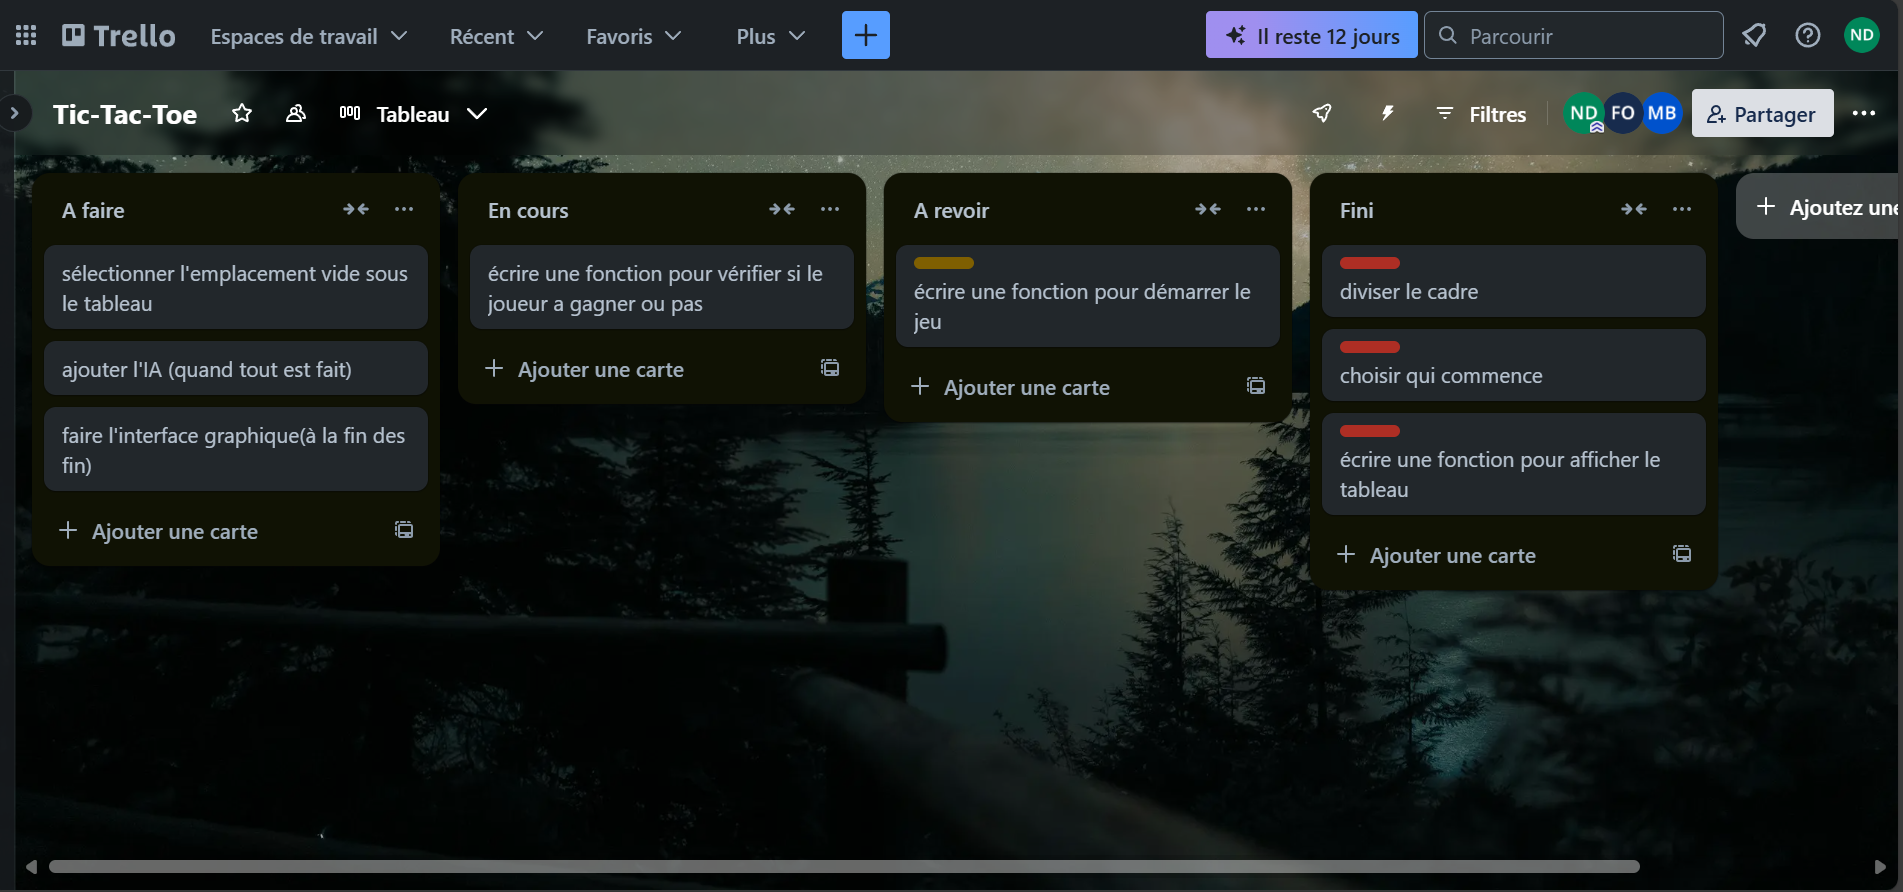 Trello
Espaces de travail
Récent
Favoris
Plus
Il reste 12 jours
Parcourir
ND
Tic-Tac-Toe
Tableau
Filtres
ND
FO
MB
Partager
A faire
sélectionner l'emplacement vide sous
le tableau
ajouter l'IA (quand tout est fait)
faire l'interface graphique(à la fin des
fin)
Ajouter une carte
En cours
écrire une fonction pour vérifier si le
joueur a gagner ou pas
Ajouter une carte
A revoir
écrire une fonction pour démarrer le
jeu
Ajouter une carte
Fini
diviser le cadre
choisir qui commence
écrire une fonction pour afficher le
tableau
Ajouter une carte
Ajoutez une